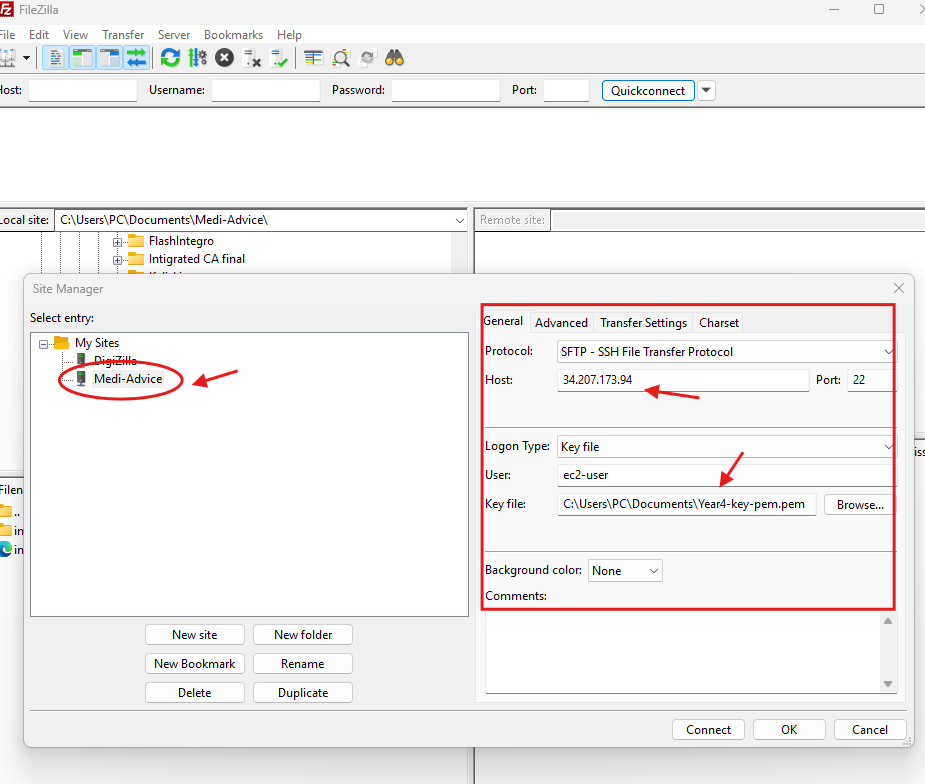 FileZilla
File Edit View Transfer Server Bookmarks Help
Host: Username: Password: Port: Quickconnect
Local site: C:\Users\PC\Documents\Medi-Advice\ Remote site:
FlashIntegro
Intigrated CA final
Site Manager
Select entry:
My Sites
DigiZilla
Medi-Advice
New site New folder
New Bookmark Rename
Delete Duplicate
General Advanced Transfer Settings Charset
Protocol: SFTP - SSH File Transfer Protocol
Host: 34.207.173.94 Port: 22
Logon Type: Key file
User: ec2-user
Key file: C:\Users\PC\Documents\Year4-key-pem.pem Browse...
Background color: None
Comments:
Connect OK Cancel
Filen
..
im
in